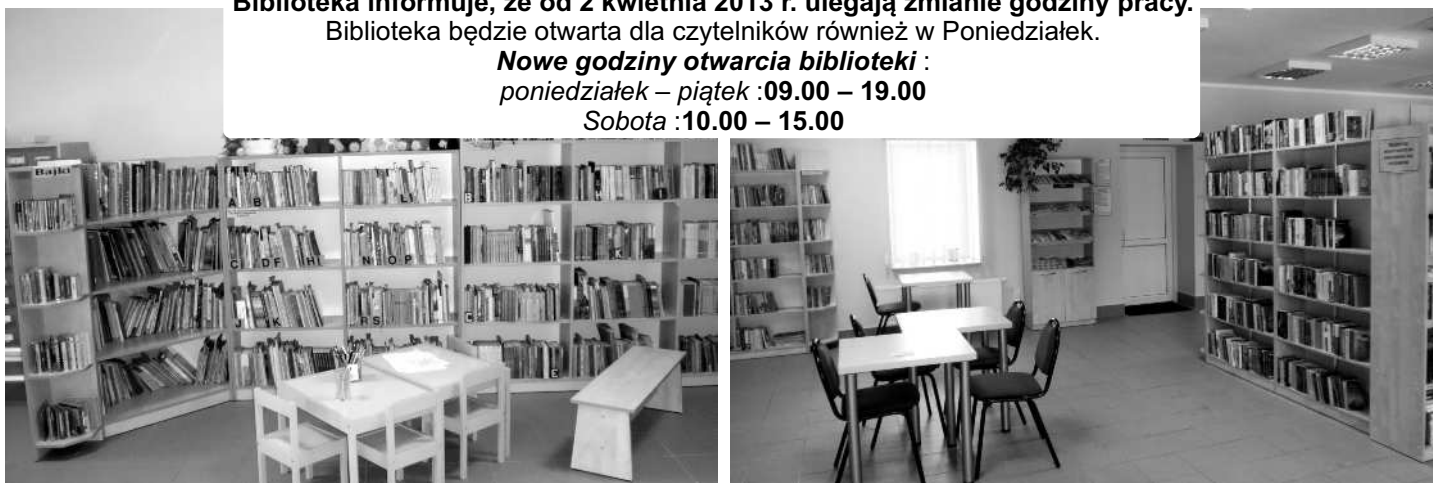 Biblioteka informuje, że od 2 kwietnia 2013 r. ulegają zmianie godziny pracy.
Biblioteka będzie otwarta dla czytelników również w Poniedziałek.
Nowe godziny otwarcia biblioteki :
poniedziałek – piątek :09.00 – 19.00
Sobota :10.00 – 15.00
Bajki
A B
L
B
C D F H I
N O P
K
J K
R S